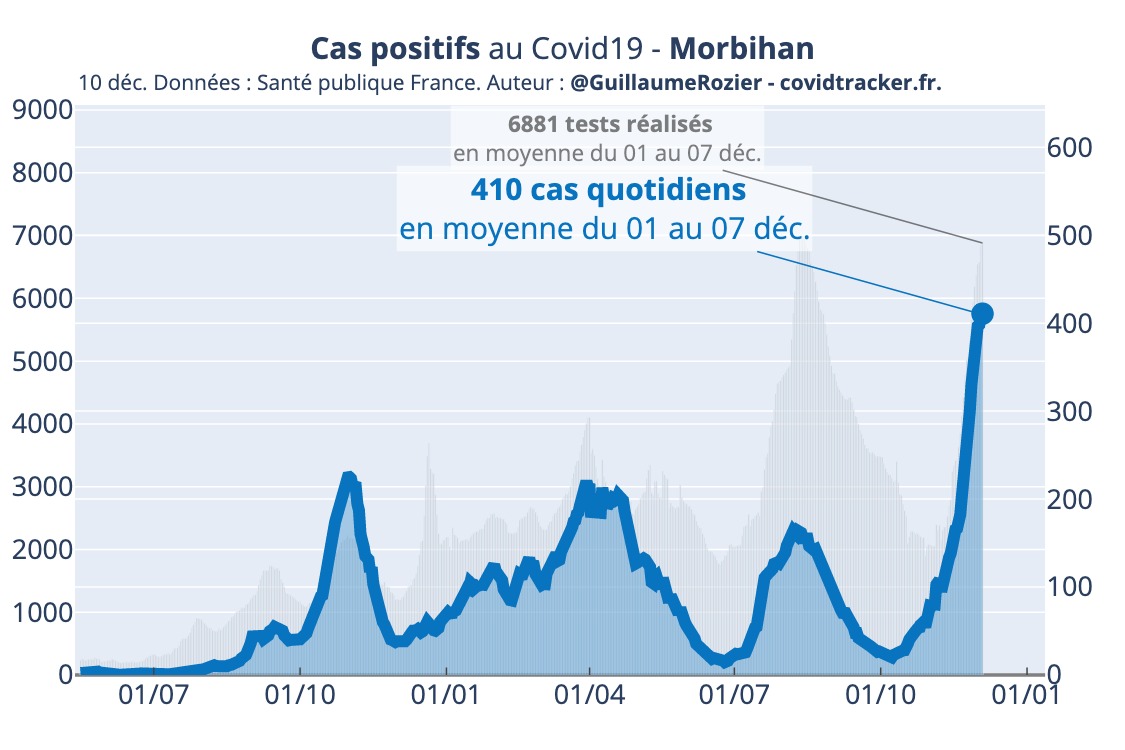 Cas positifs au Covid19 - Morbihan
10 déc. Données : Santé publique France. Auteur : @GuillaumeRozier - covidtracker.fr.
9000
8000
7000
6000
5000
4000
3000
2000
1000
0
6881 tests réalisés
en moyenne du 01 au 07 déc.
410 cas quotidiens
en moyenne du 01 au 07 déc.
600
500
400
300
200
100
0
01/07 01/10 01/01 01/04 01/07 01/10 01/01